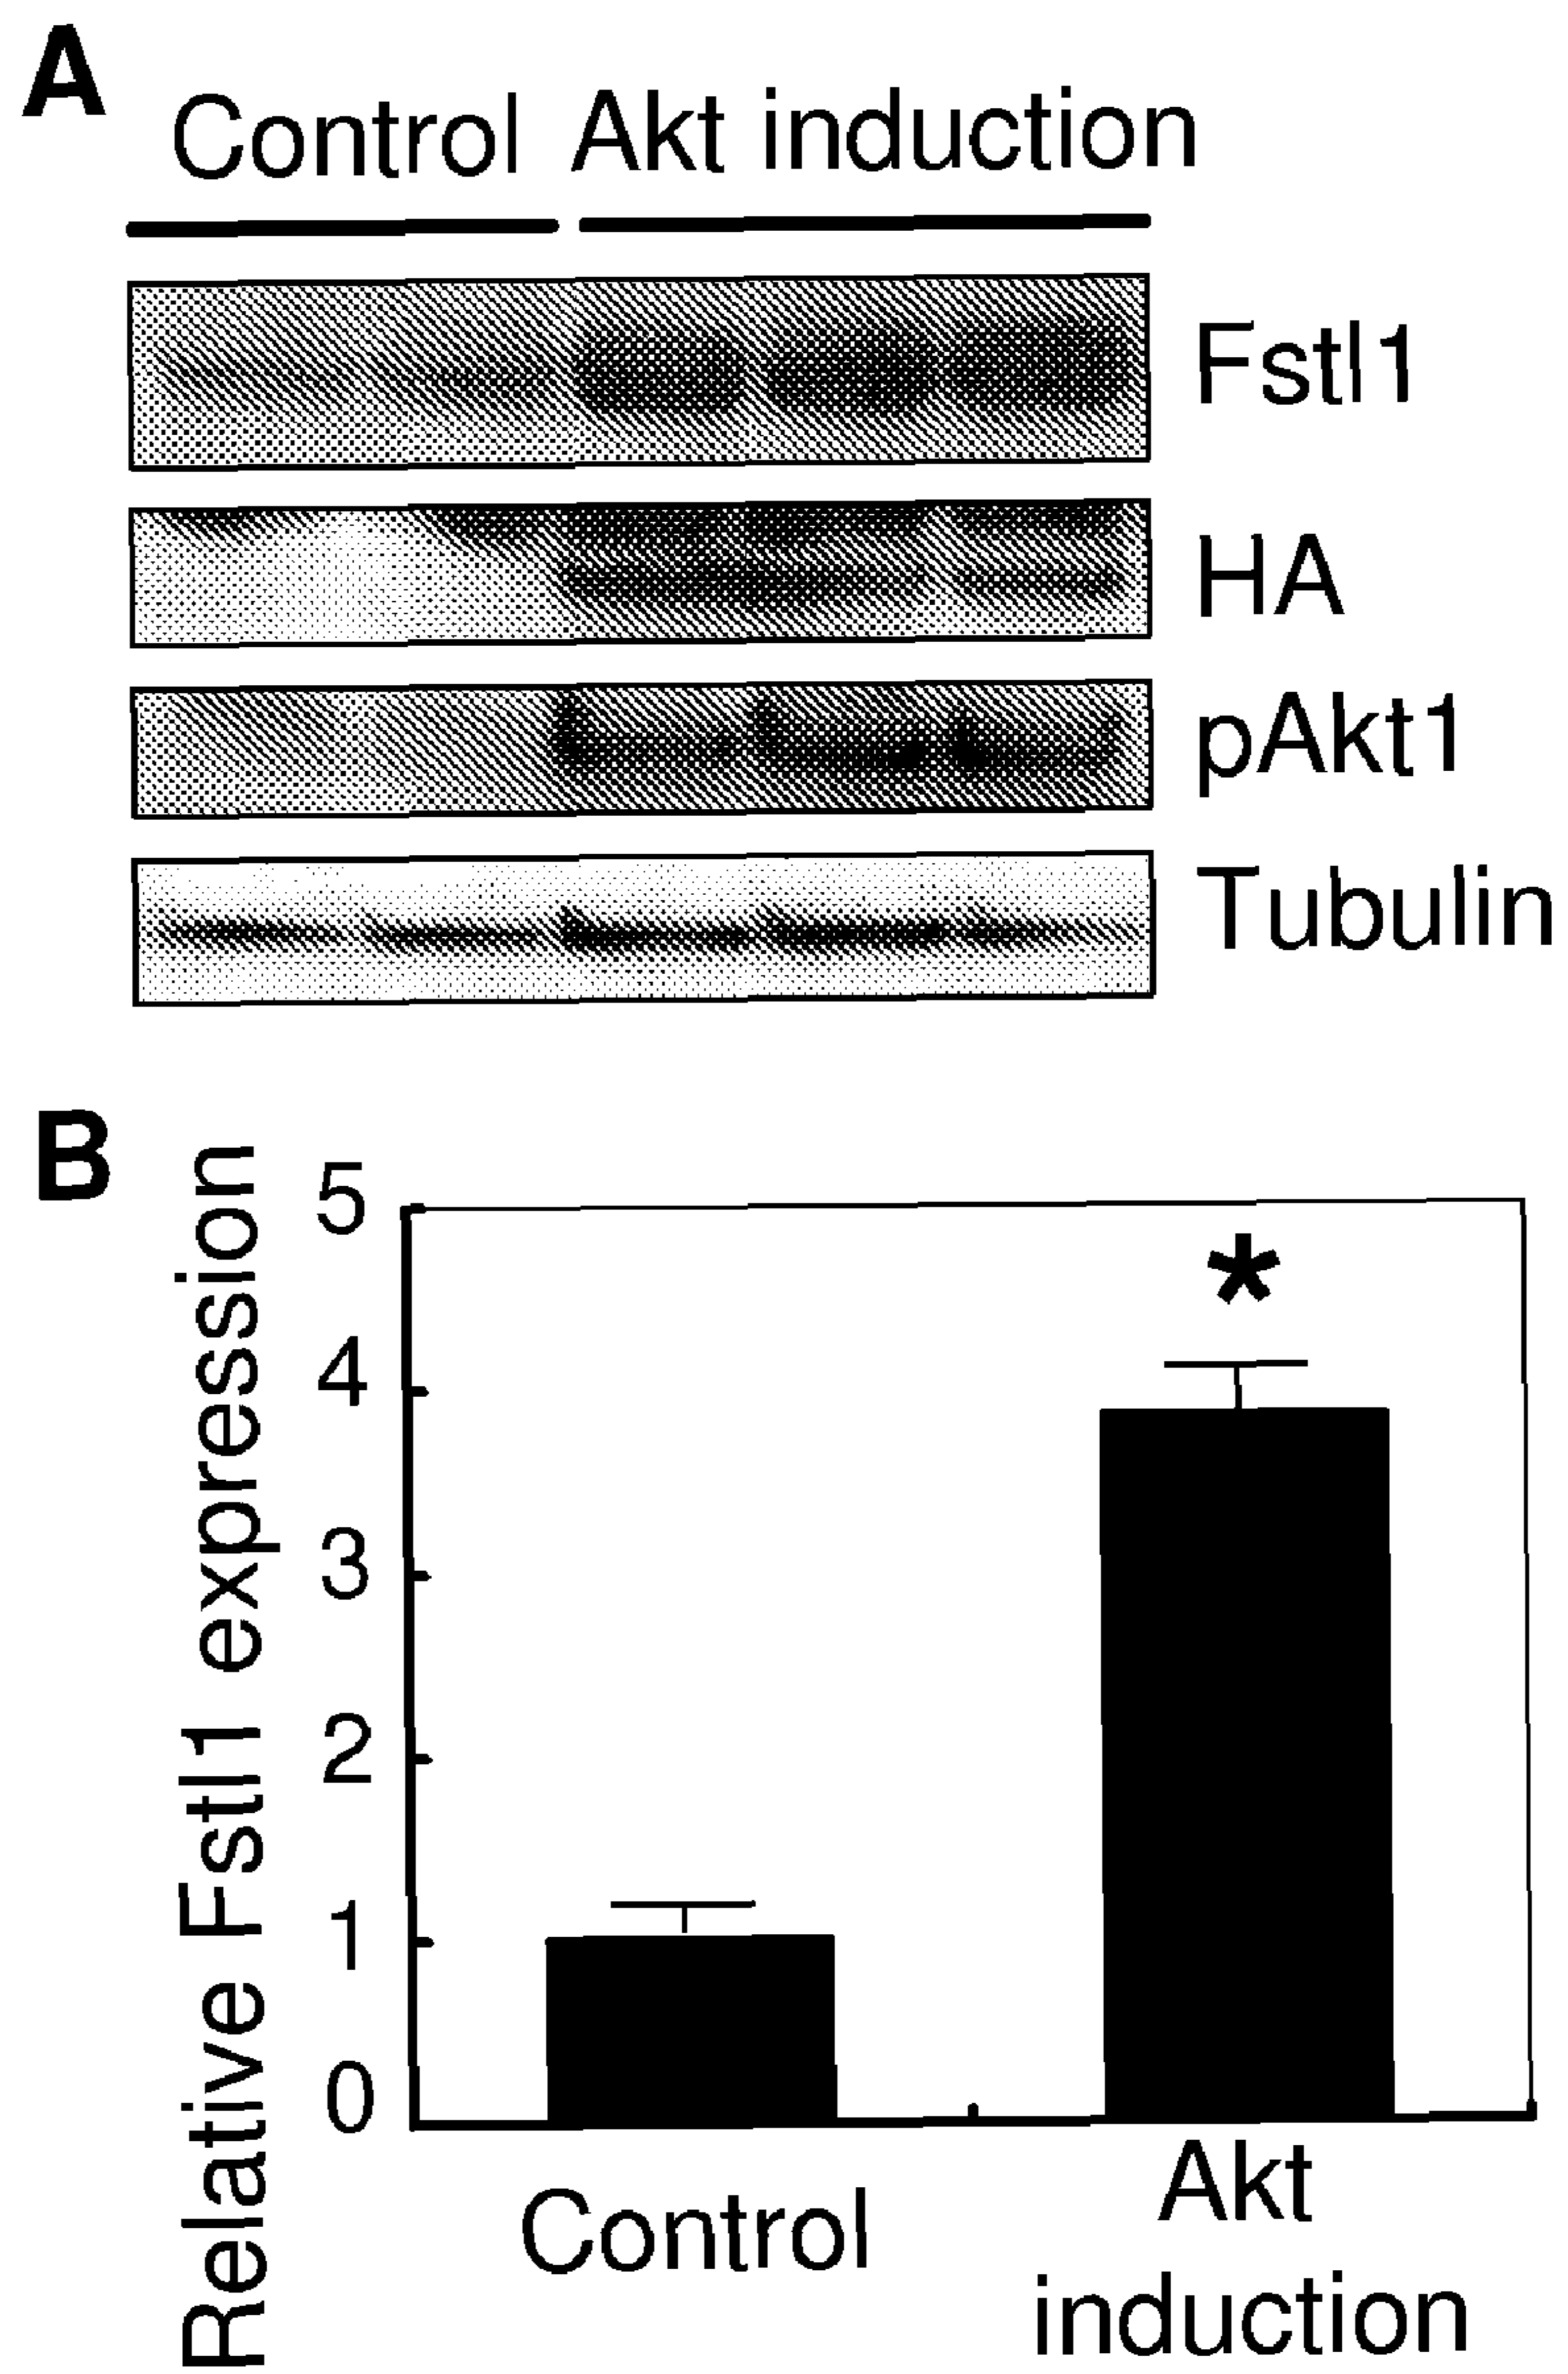 A
Control Akt induction
Fstl1
HA
pAkt1
Tubulin
B
Relative Fstl1 expression
5
4
3
2
1
0
*
Control
Akt
induction